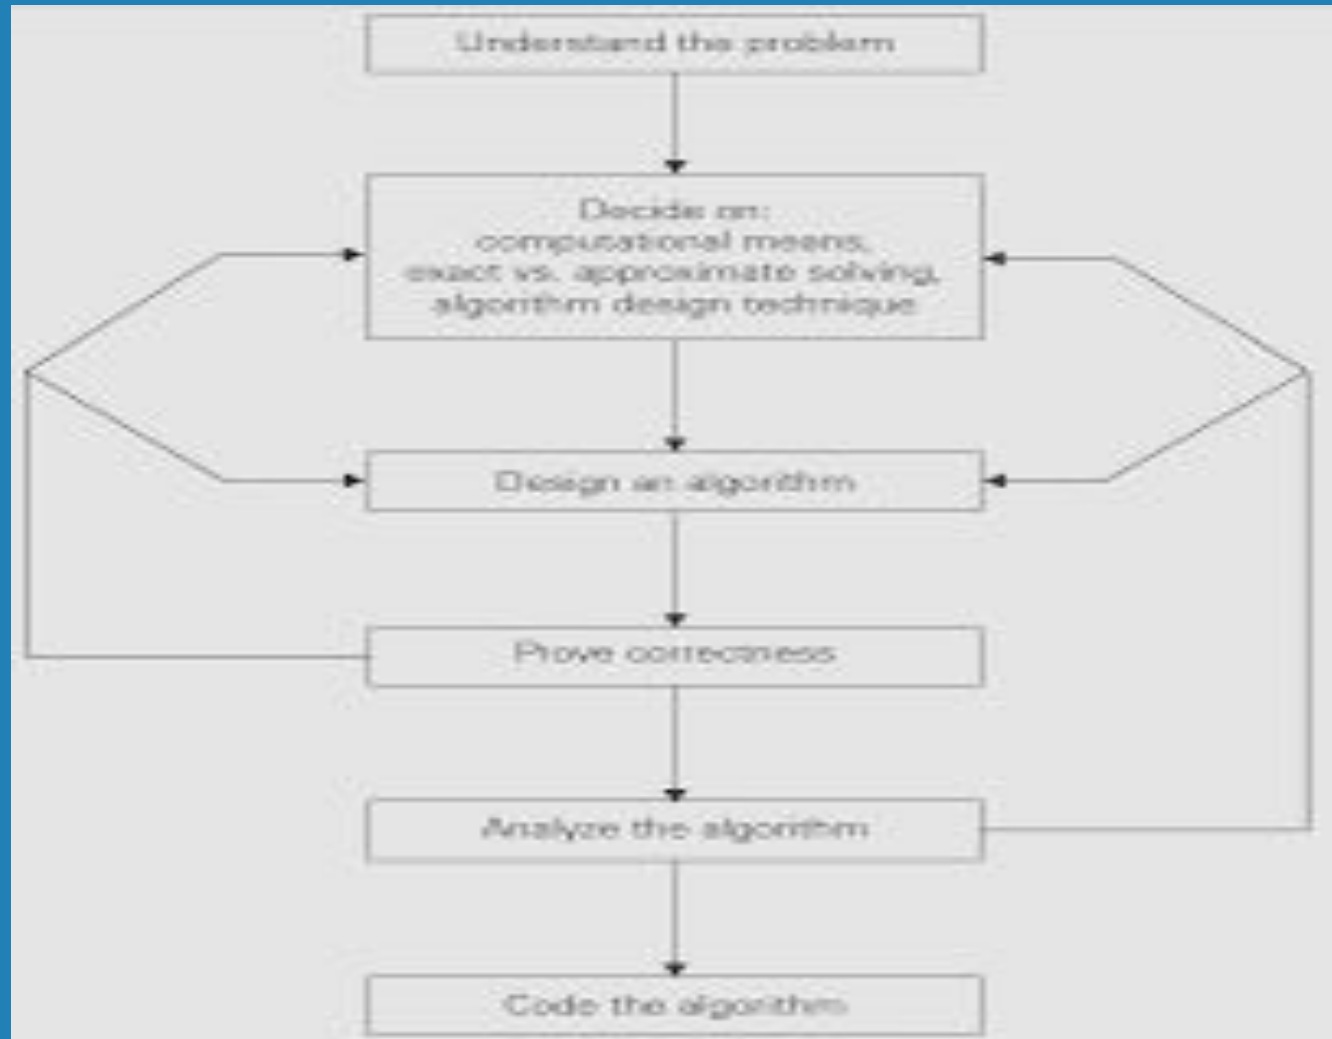 Understand the problem
Decide on:
computational means,
exact vs. approximate solving,
algorithm design technique
Design an algorithm
Prove correctness
Analyze the algorithm
Code the algorithm